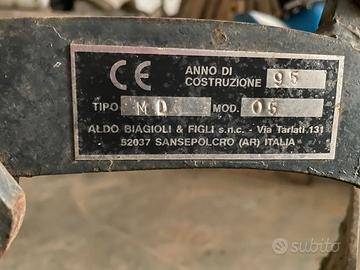 CE ANNO DI COSTRUZIONE 95
TIPO MD MOD. 05
ALDO BIAGIOLI & FIGLI s.n.c. - Via Tarlati, 131
52037 SANSEPOLCRO (AR) ITALIA
subito